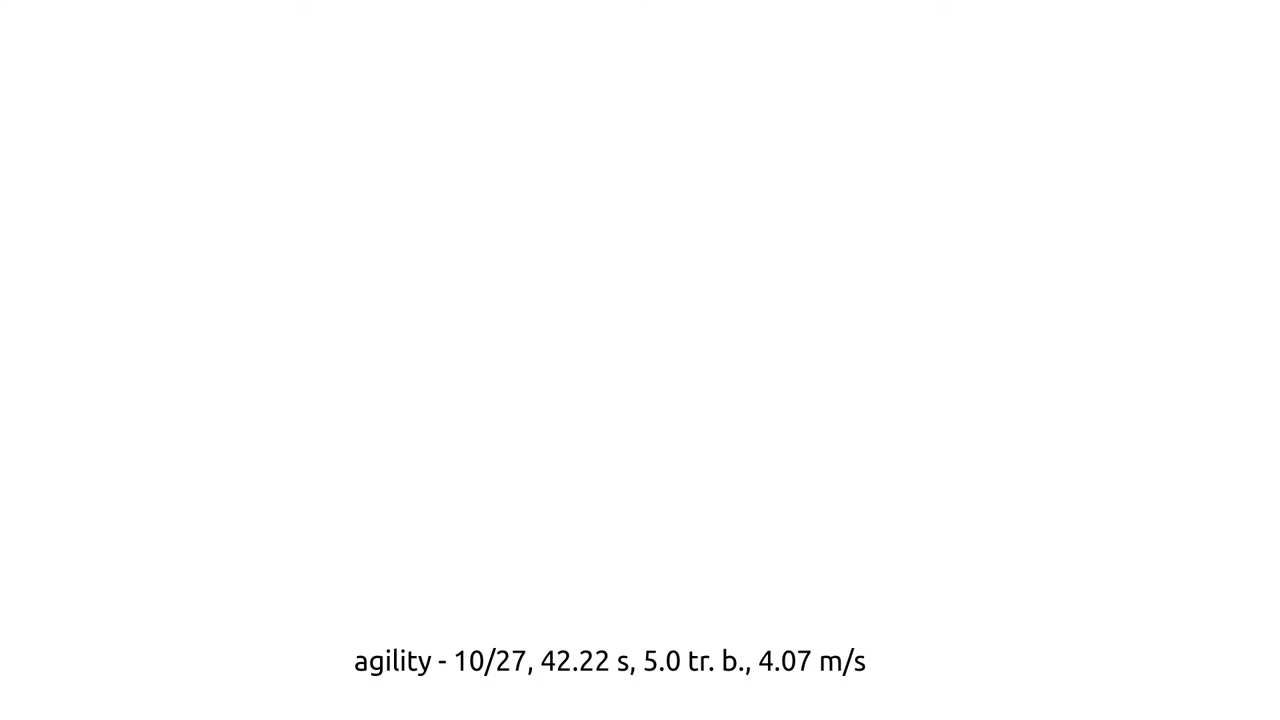 agility - 10/27, 42.22 s, 5.0 tr. b., 4.07 m/s